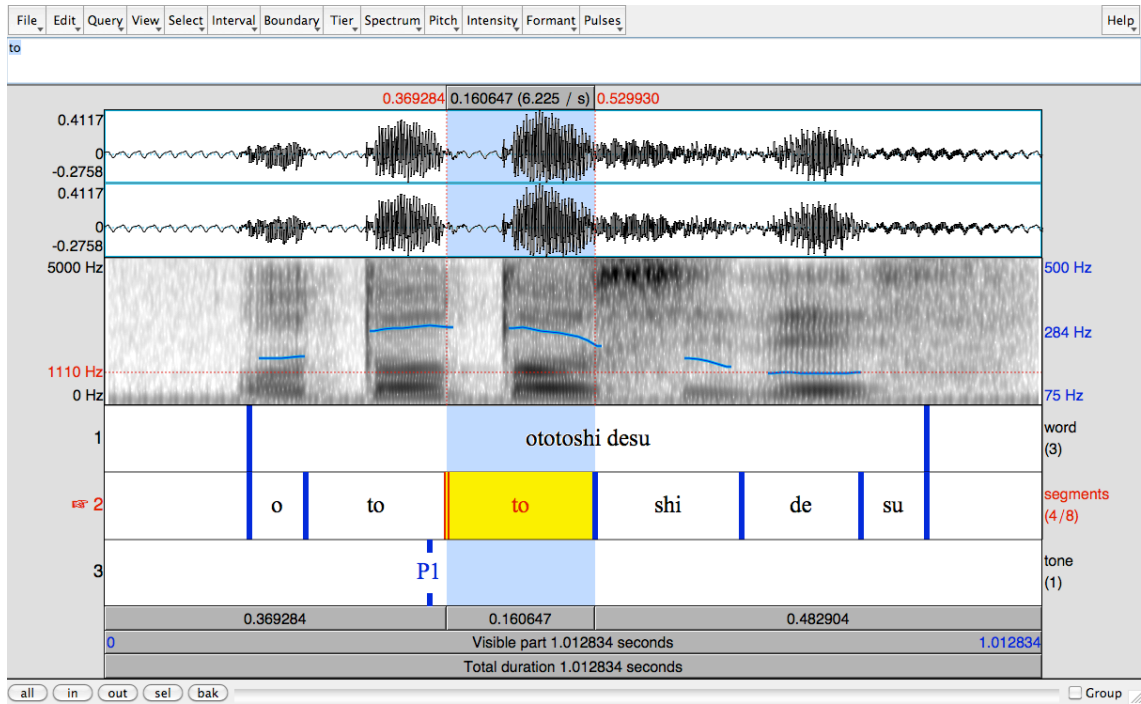 File Edit Query View Select Interval Boundary Tier Spectrum Pitch Intensity Formant Pulses Help
to
0.369284 0.160647 (6.225 / s) 0.529930
0.4117
0
-0.2758
0.4117
0
-0.2758
5000 Hz 500 Hz
284 Hz
1110 Hz
0 Hz 75 Hz
1 ototoshi desu word
(3)
☞ 2 o to to shi de su segments
(4/8)
3 P1 tone
(1)
0.369284 0.160647 0.482904
0 Visible part 1.012834 seconds 1.012834
Total duration 1.012834 seconds
all in out sel bak Group